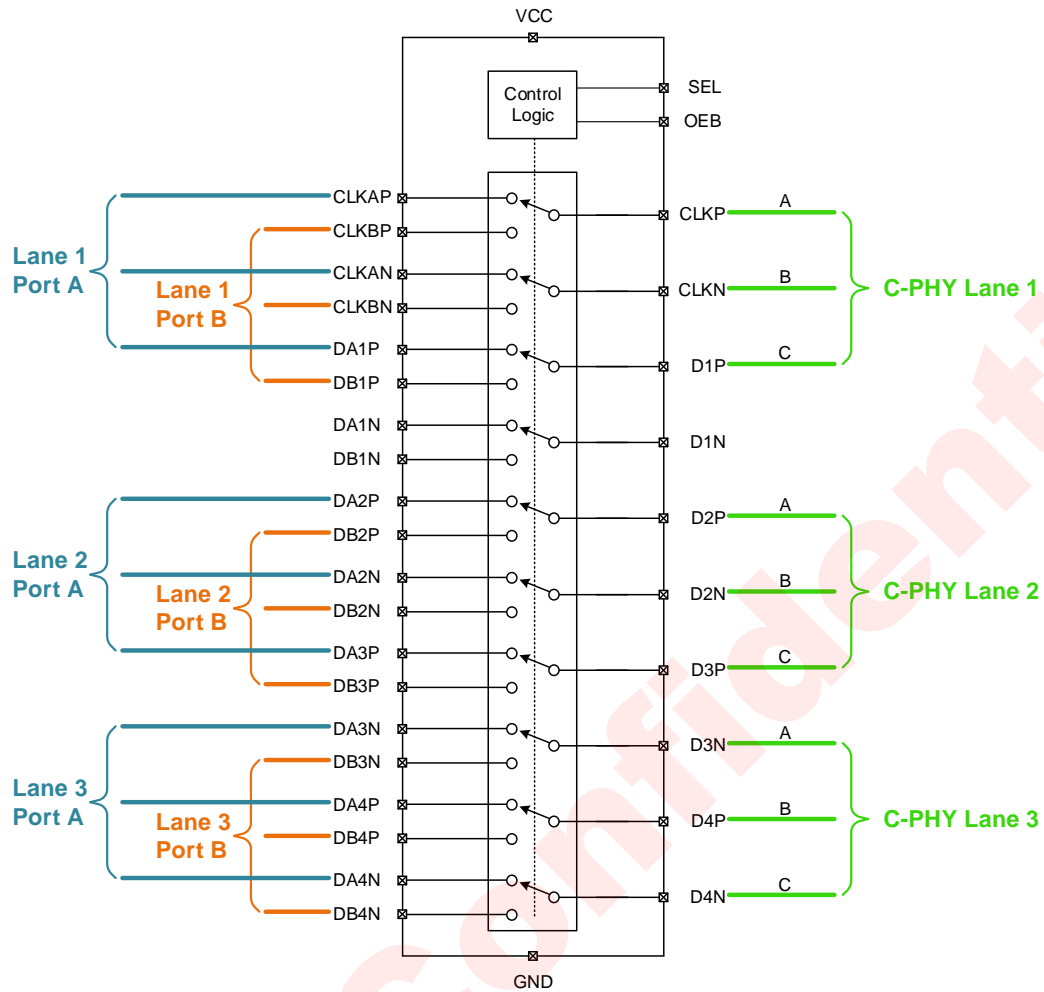 VCC
Control
Logic
SEL
OEB
CLKAP
CLKP
A
CLKBP
Lane 1
Port A
CLKAN
CLKN
B
C-PHY Lane 1
Lane 1
Port B
CLKBN
DA1P
D1P
C
DB1P
DA1N
D1N
DB1N
DA2P
D2P
A
DB2P
Lane 2
Port A
DA2N
D2N
B
C-PHY Lane 2
Lane 2
Port B
DB2N
DA3P
D3P
C
DB3P
DA3N
D3N
A
DB3N
Lane 3
Port A
DA4P
D4P
B
C-PHY Lane 3
Lane 3
Port B
DB4P
DA4N
D4N
C
DB4N
GND
Confidenti